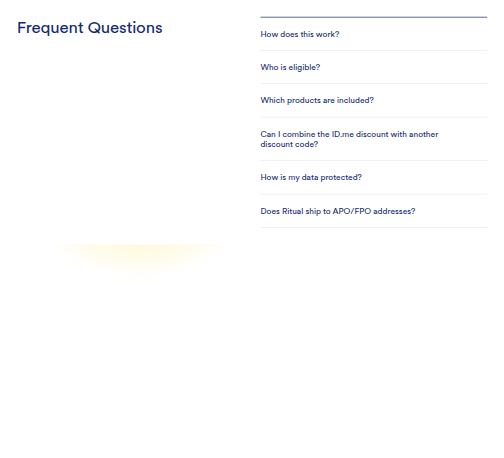 Frequent Questions
How does this work?
Who is eligible?
Which products are included?
Can I combine the ID.me discount with another
discount code?
How is my data protected?
Does Ritual ship to APO/FPO addresses?